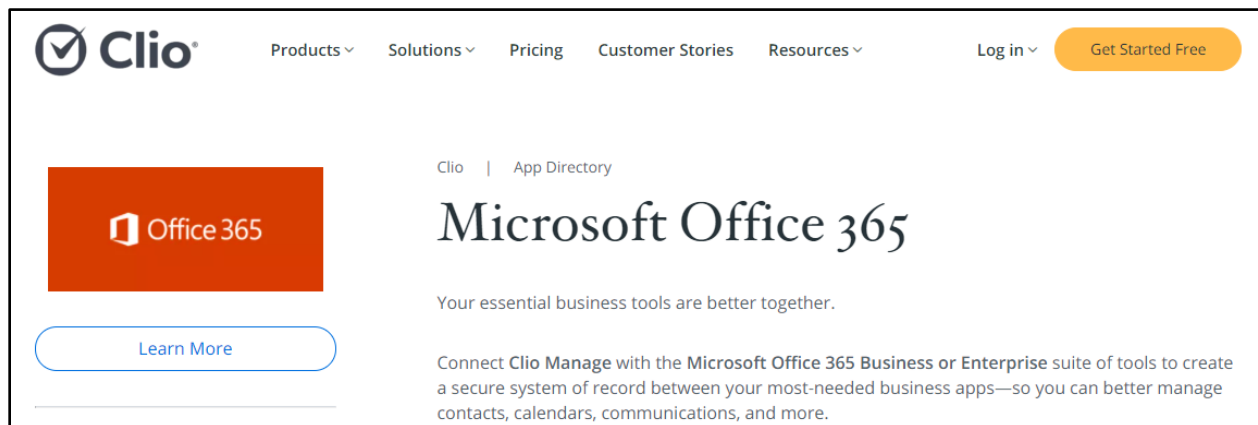 Clio®
Products Solutions Pricing Customer Stories Resources Log in Get Started Free
Office 365
Learn More
Clio | App Directory
Microsoft Office 365
Your essential business tools are better together.
Connect Clio Manage with the Microsoft Office 365 Business or Enterprise suite of tools to create
a secure system of record between your most-needed business apps—so you can better manage
contacts, calendars, communications, and more.